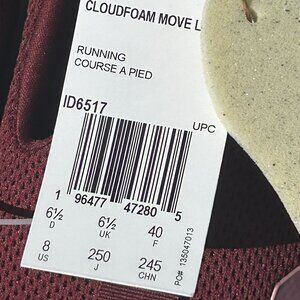 CLOUDFOAM MOVE L
RUNNING
COURSE A PIED
ID6517
UPC
1 96477 47280 5
6½ 6½ 40
D UK F
8 250 245
US J CHN
PO# 135047013